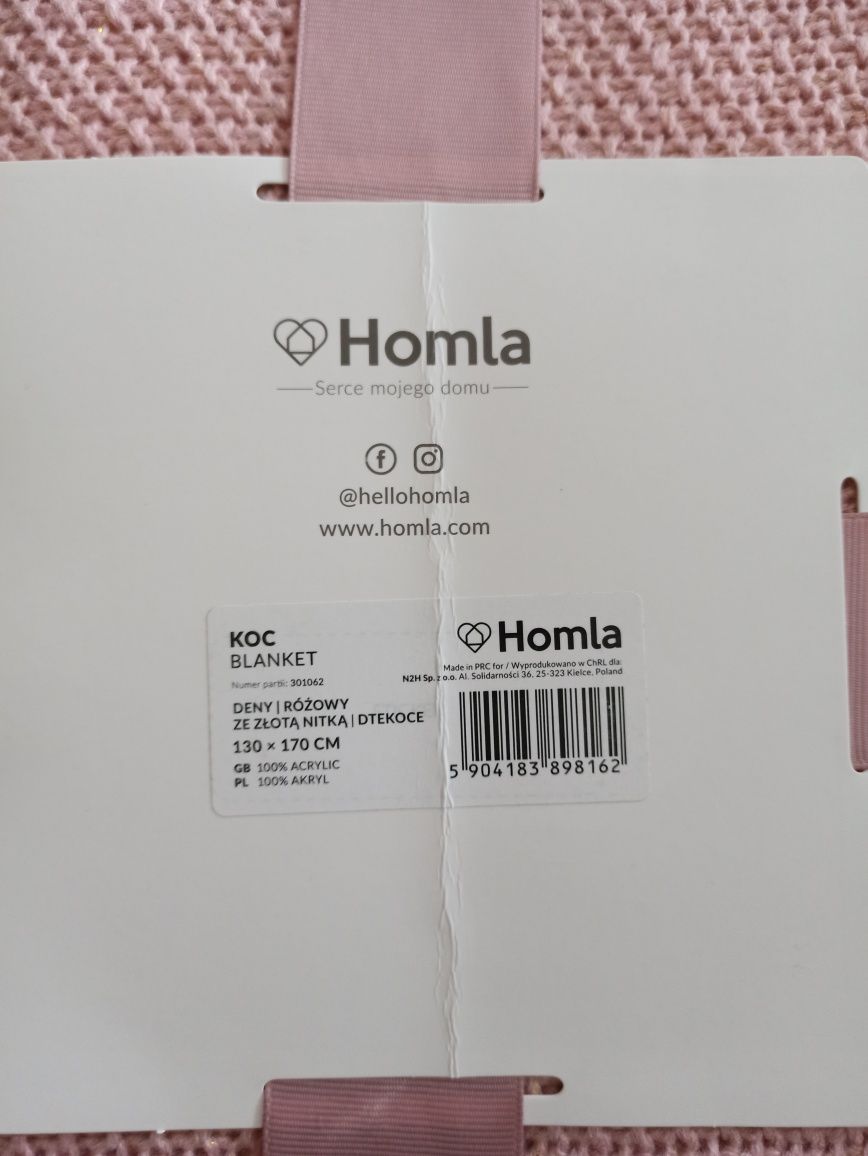 Homla
Serce mojego domu
@hellohomla
www.homla.com
KOC
BLANKET
Numer partii: 301062
DENY | RÓŻOWY
ZE ZŁOTĄ NITKĄ | DTEKOCE
130 × 170 CM
GB 100% ACRYLIC
PL 100% AKRYL
Homla
Made in PRC for / Wyprodukowano w ChRL dla:
N2H Sp. z o.o. Al. Solidarności 36, 25-323 Kielce, Poland
5 904183 898162